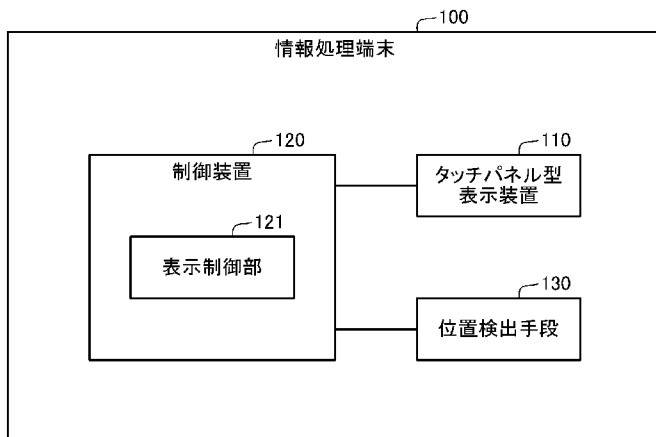 100
情報処理端末
120
制御装置
110
タッチパネル型
表示装置
121
表示制御部
130
位置検出手段